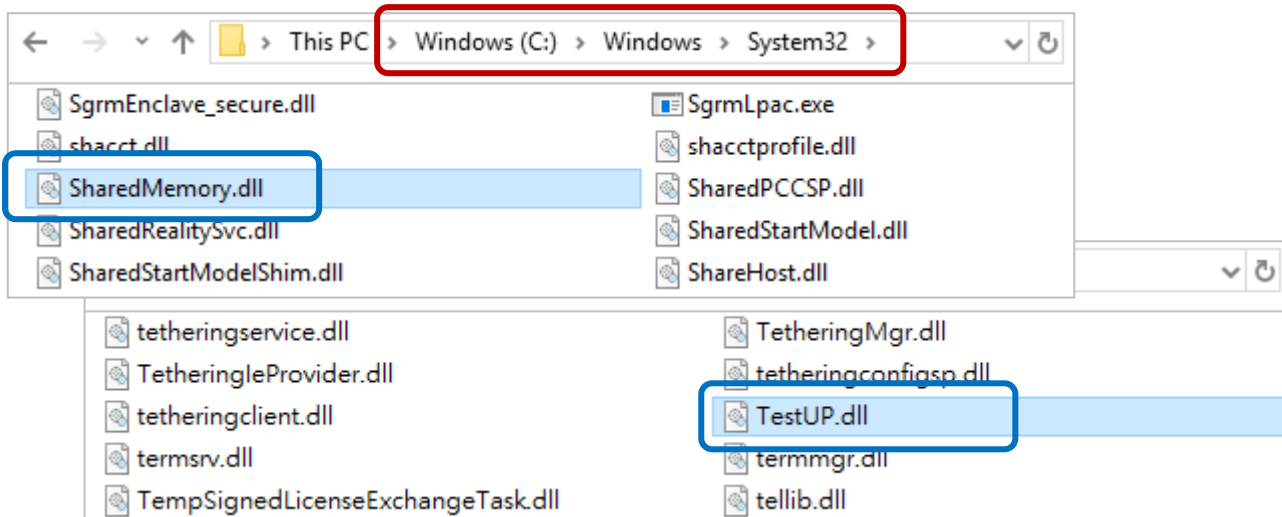 This PC > Windows (C:) > Windows > System32 >
SgrmEnclave_secure.dll SgrmLpac.exe
shacct.dll shacctprofile.dll
SharedMemory.dll SharedPCCSP.dll
SharedRealitySvc.dll SharedStartModel.dll
SharedStartModelShim.dll ShareHost.dll
tetheringservice.dll TetheringMgr.dll
TetheringIeProvider.dll tetheringconfigsp.dll
tetheringclient.dll TestUP.dll
termsrv.dll termmgr.dll
TempSignedLicenseExchangeTask.dll tellib.dll